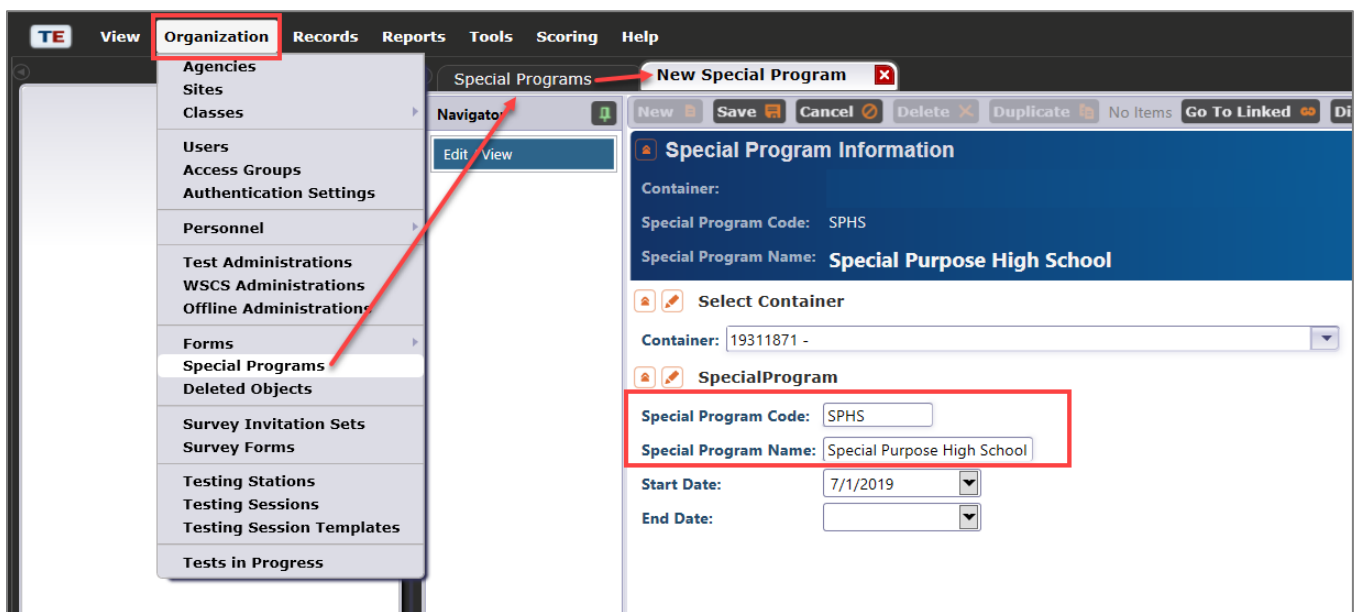 TE View Organization Records Reports Tools Scoring Help
Agencies
Sites
Classes
Users
Access Groups
Authentication Settings
Personnel
Test Administrations
WSCS Administrations
Offline Administrations
Forms
Special Programs
Deleted Objects
Survey Invitation Sets
Survey Forms
Testing Stations
Testing Sessions
Testing Session Templates
Tests in Progress
Special Programs New Special Program
Navigator
Edit View
New Save Cancel Delete Duplicate No Items Go To Linked
Special Program Information
Container:
Special Program Code: SPHS
Special Program Name: Special Purpose High School
Select Container
Container: 19311871 -
SpecialProgram
Special Program Code: SPHS
Special Program Name: Special Purpose High School
Start Date: 7/1/2019
End Date: